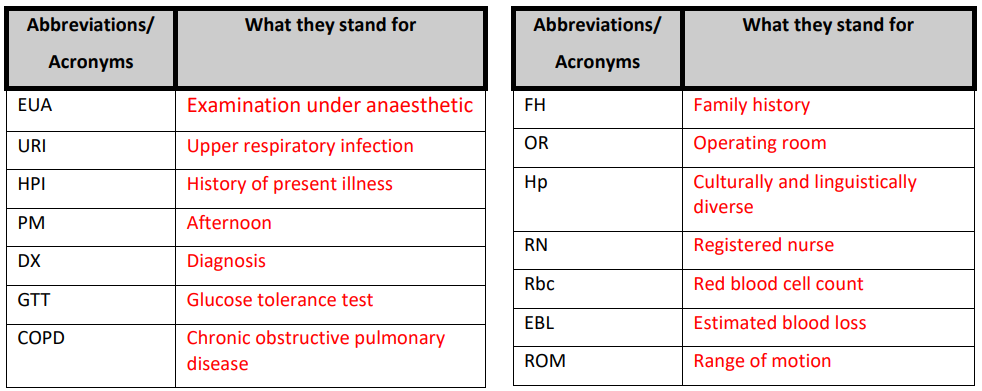 Abbreviations/ What they stand for
Acronyms
EUA Examination under anaesthetic
URI Upper respiratory infection
HPI History of present illness
PM Afternoon
DX Diagnosis
GTT Glucose tolerance test
COPD Chronic obstructive pulmonary
disease
Abbreviations/ What they stand for
Acronyms
FH Family history
OR Operating room
Hp Culturally and linguistically
diverse
RN Registered nurse
Rbc Red blood cell count
EBL Estimated blood loss
ROM Range of motion